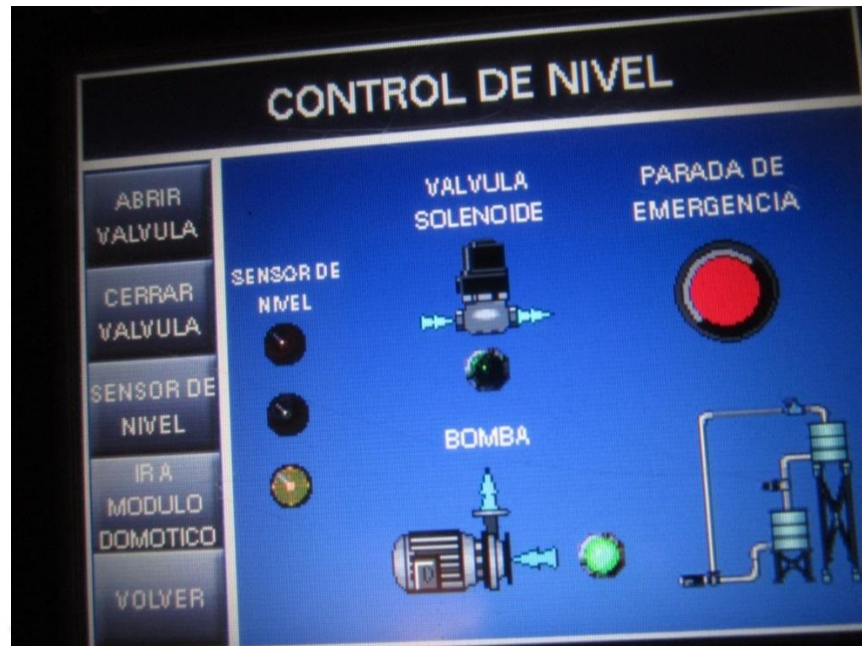 CONTROL DE NIVEL
ABRIR
VALVULA
CERRAR
VALVULA
SENSOR DE
NIVEL
IR A
MODULO
DOMOTICO
VOLVER
SENSOR DE
NIVEL
VALVULA
SOLENOIDE
PARADA DE
EMERGENCIA
BOMBA